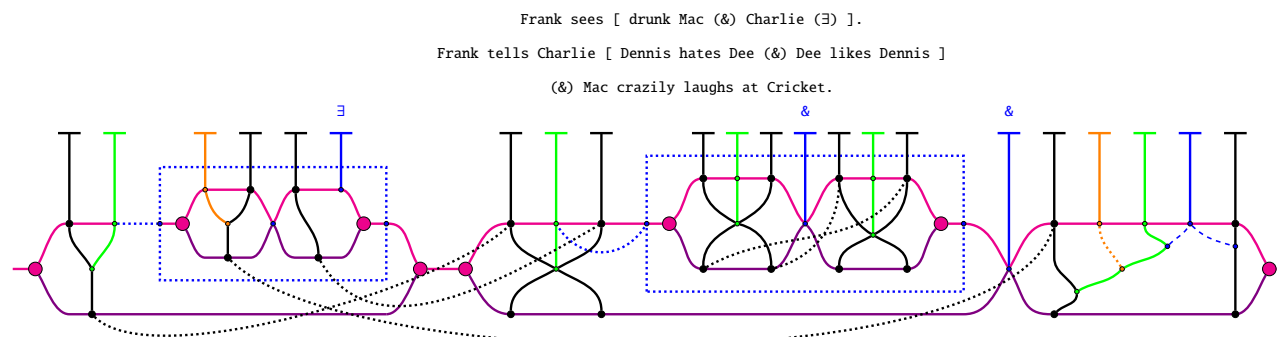 Frank sees [ drunk Mac (&) Charlie (∃) ].
Frank tells Charlie [ Dennis hates Dee (&) Dee likes Dennis ]
(&) Mac crazily laughs at Cricket.
∃ & &